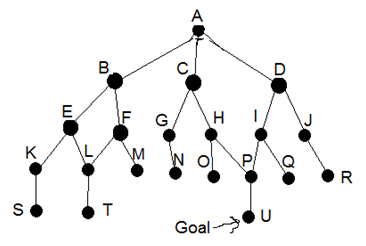 A
B C D
E F G H I J
K L M N O P Q R
S T Goal U